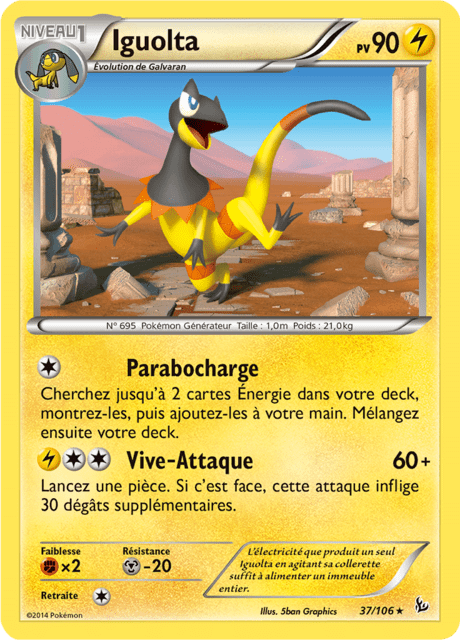 NIVEAU 1
Iguolta
PV 90
Évolution de Galvaran
N° 695 Pokémon Générateur Taille : 1,0m Poids : 21,0kg
Parabocharge
Cherchez jusqu'à 2 cartes Énergie dans votre deck,
montrez-les, puis ajoutez-les à votre main. Mélangez
ensuite votre deck.
Vive-Attaque 60+
Lancez une pièce. Si c'est face, cette attaque inflige
30 dégâts supplémentaires.
Faiblesse
×2
Résistance
-20
Retraite
L'électricité que produit un seul
Iguolta en agitant sa collerette
suffit à alimenter un immeuble
entier.
©2014 Pokémon
Illus. 5ban Graphics
37/106 ★